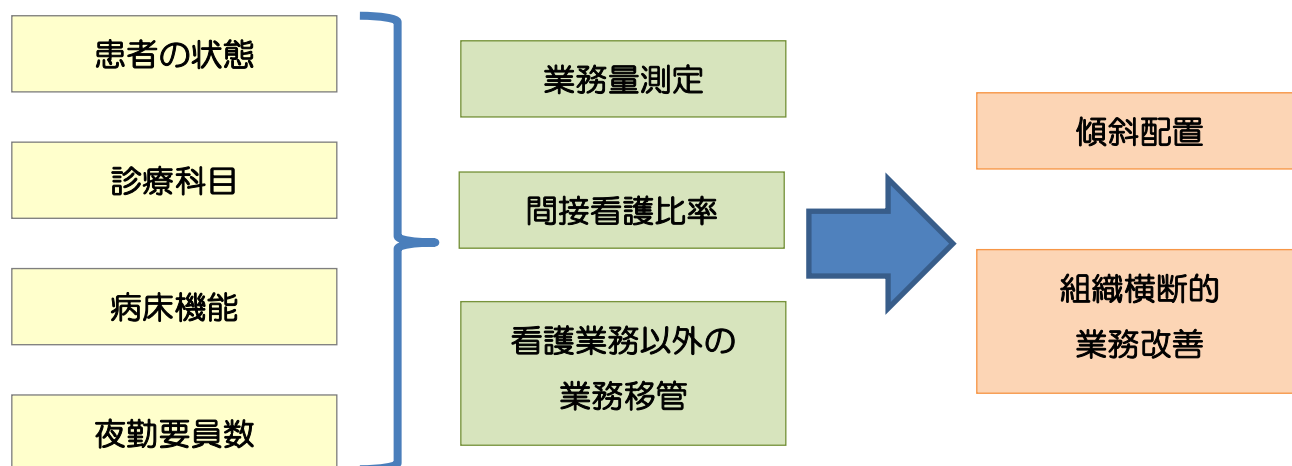 患者の状態
診療科目
病床機能
夜勤要員数
業務量測定
間接看護比率
看護業務以外の
業務移管
傾斜配置
組織横断的
業務改善